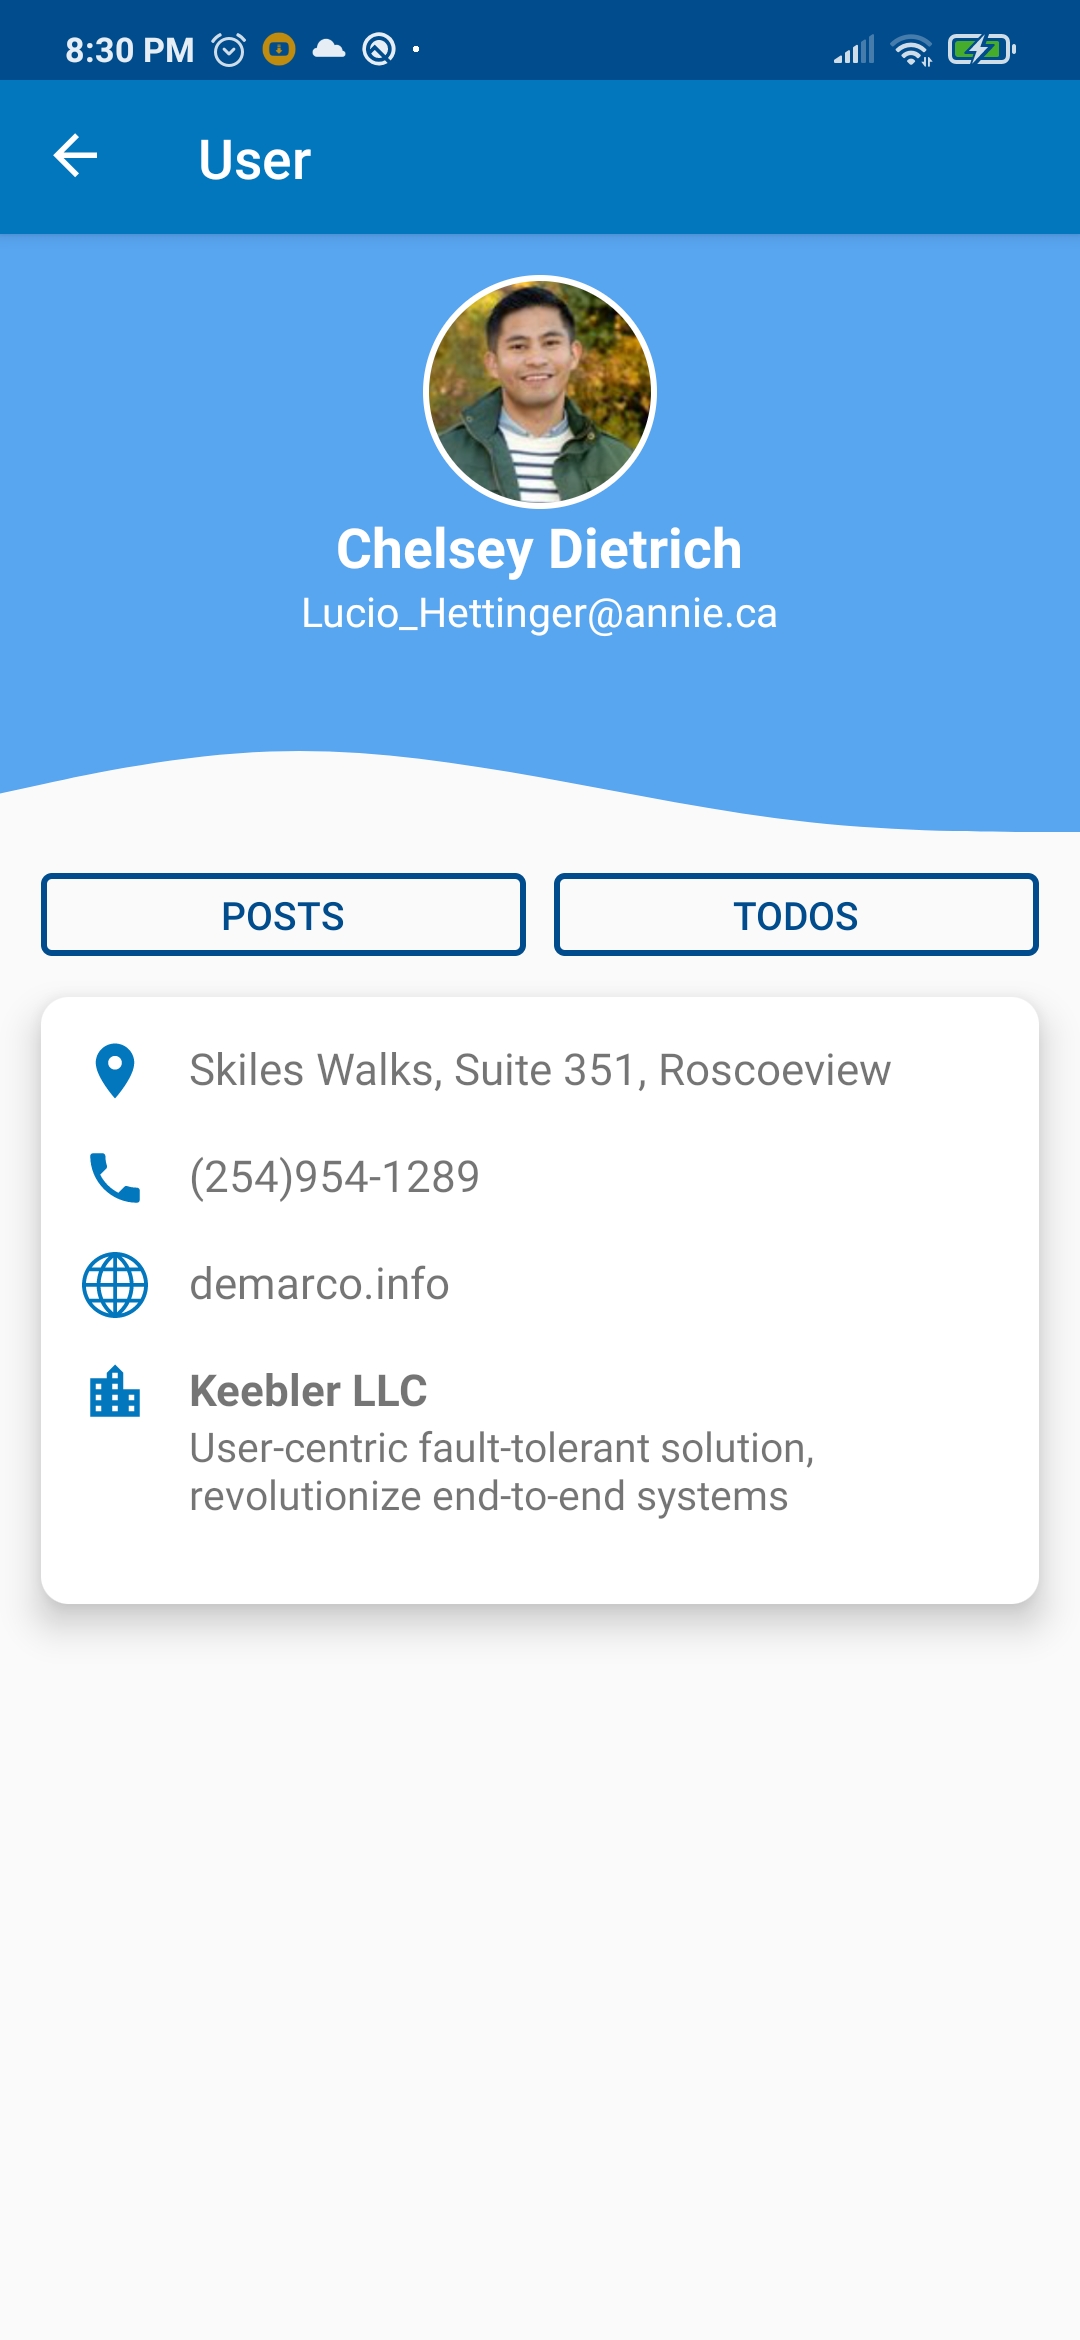 8:30 PM
User
Chelsey Dietrich
Lucio_Hettinger@annie.ca
POSTS
TODOS
Skiles Walks, Suite 351, Roscoeview
(254)954-1289
demarco.info
Keebler LLC
User-centric fault-tolerant solution,
revolutionize end-to-end systems